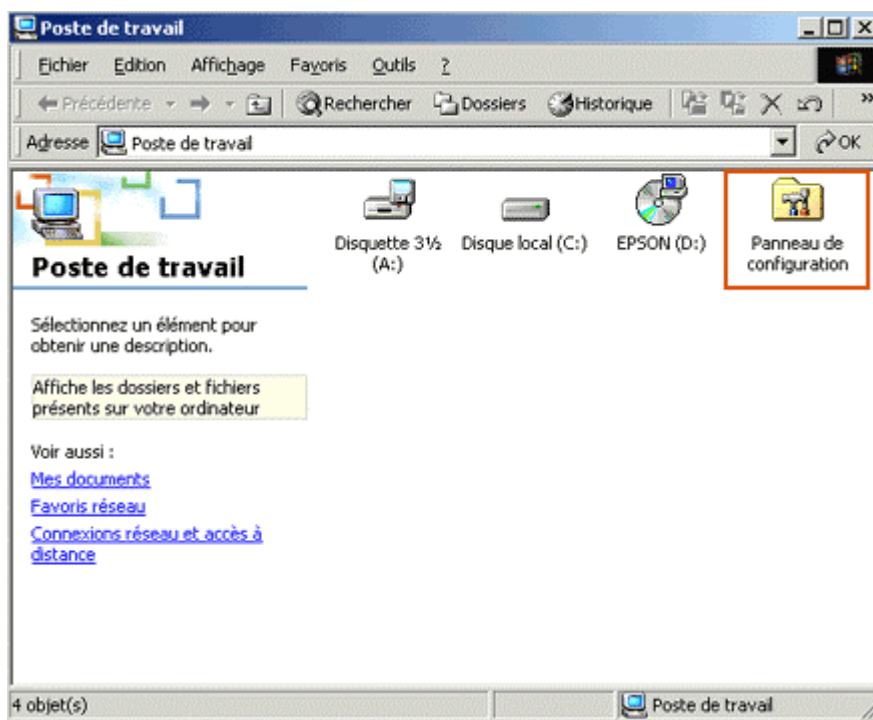 Poste de travail
Fichier Edition Affichage Favoris Outils ?
Précédente Rechercher Dossiers Historique »
Adresse Poste de travail OK
Poste de travail
Sélectionnez un élément pour
obtenir une description.
Affiche les dossiers et fichiers
présents sur votre ordinateur
Voir aussi :
Mes documents
Favoris réseau
Connexions réseau et accès à
distance
Disquette 3½
(A:)
Disque local (C:)
EPSON (D:)
Panneau de
configuration
4 objet(s)
Poste de travail